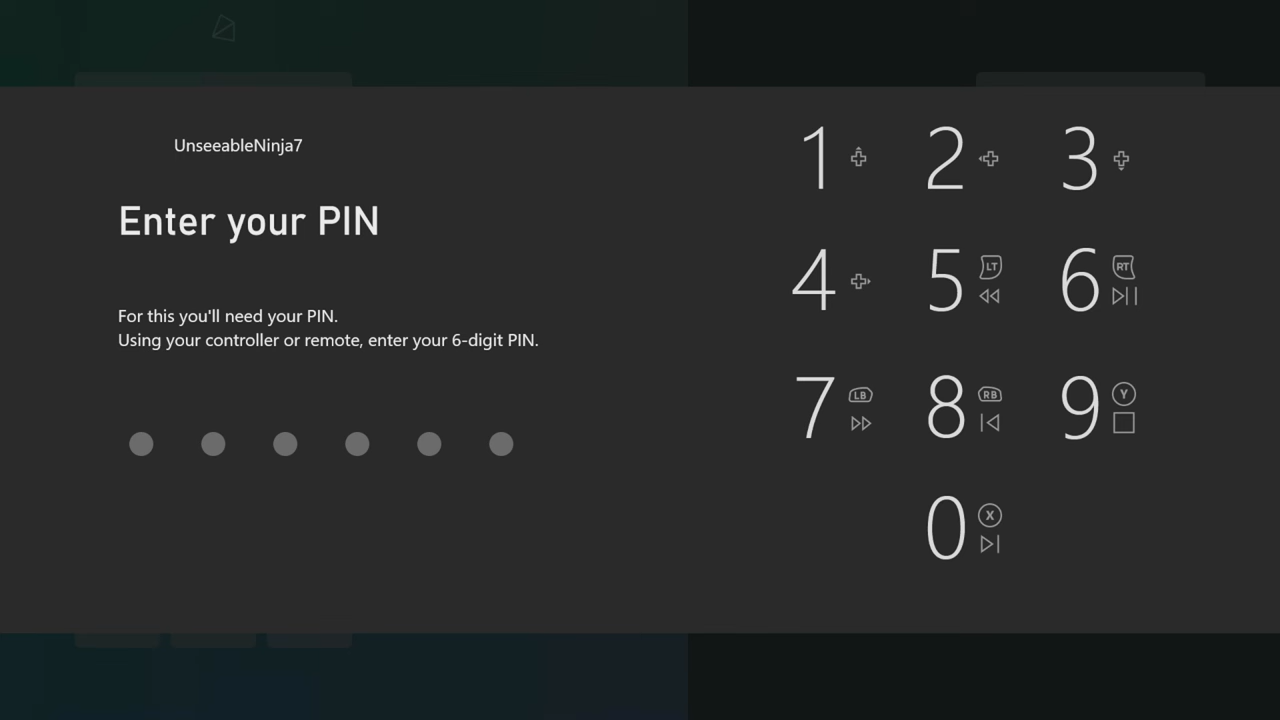 UnseeableNinja7
Enter your PIN
For this you'll need your PIN.
Using your controller or remote, enter your 6-digit PIN.
1 2 3
4 5 LT 6 RT
7 LB 8 RB 9 Y
0 X